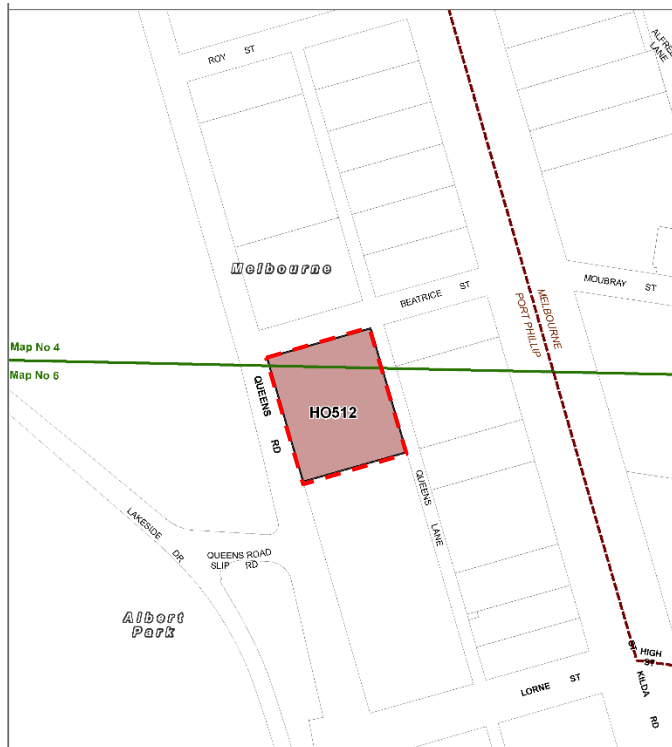 ROY ST
ALFRED
LANE
Melbourne
MELBOURNE
PORT PHILLIP
MOUBRAY ST
BEATRICE ST
Map No 4
Map No 6
QUEENS RD
HO512
QUEENS LANE
LAKESIDE DR
QUEENS ROAD
SLIP RD
Albert
Park
LORNE ST
HIGH
ST
ST KILDA RD